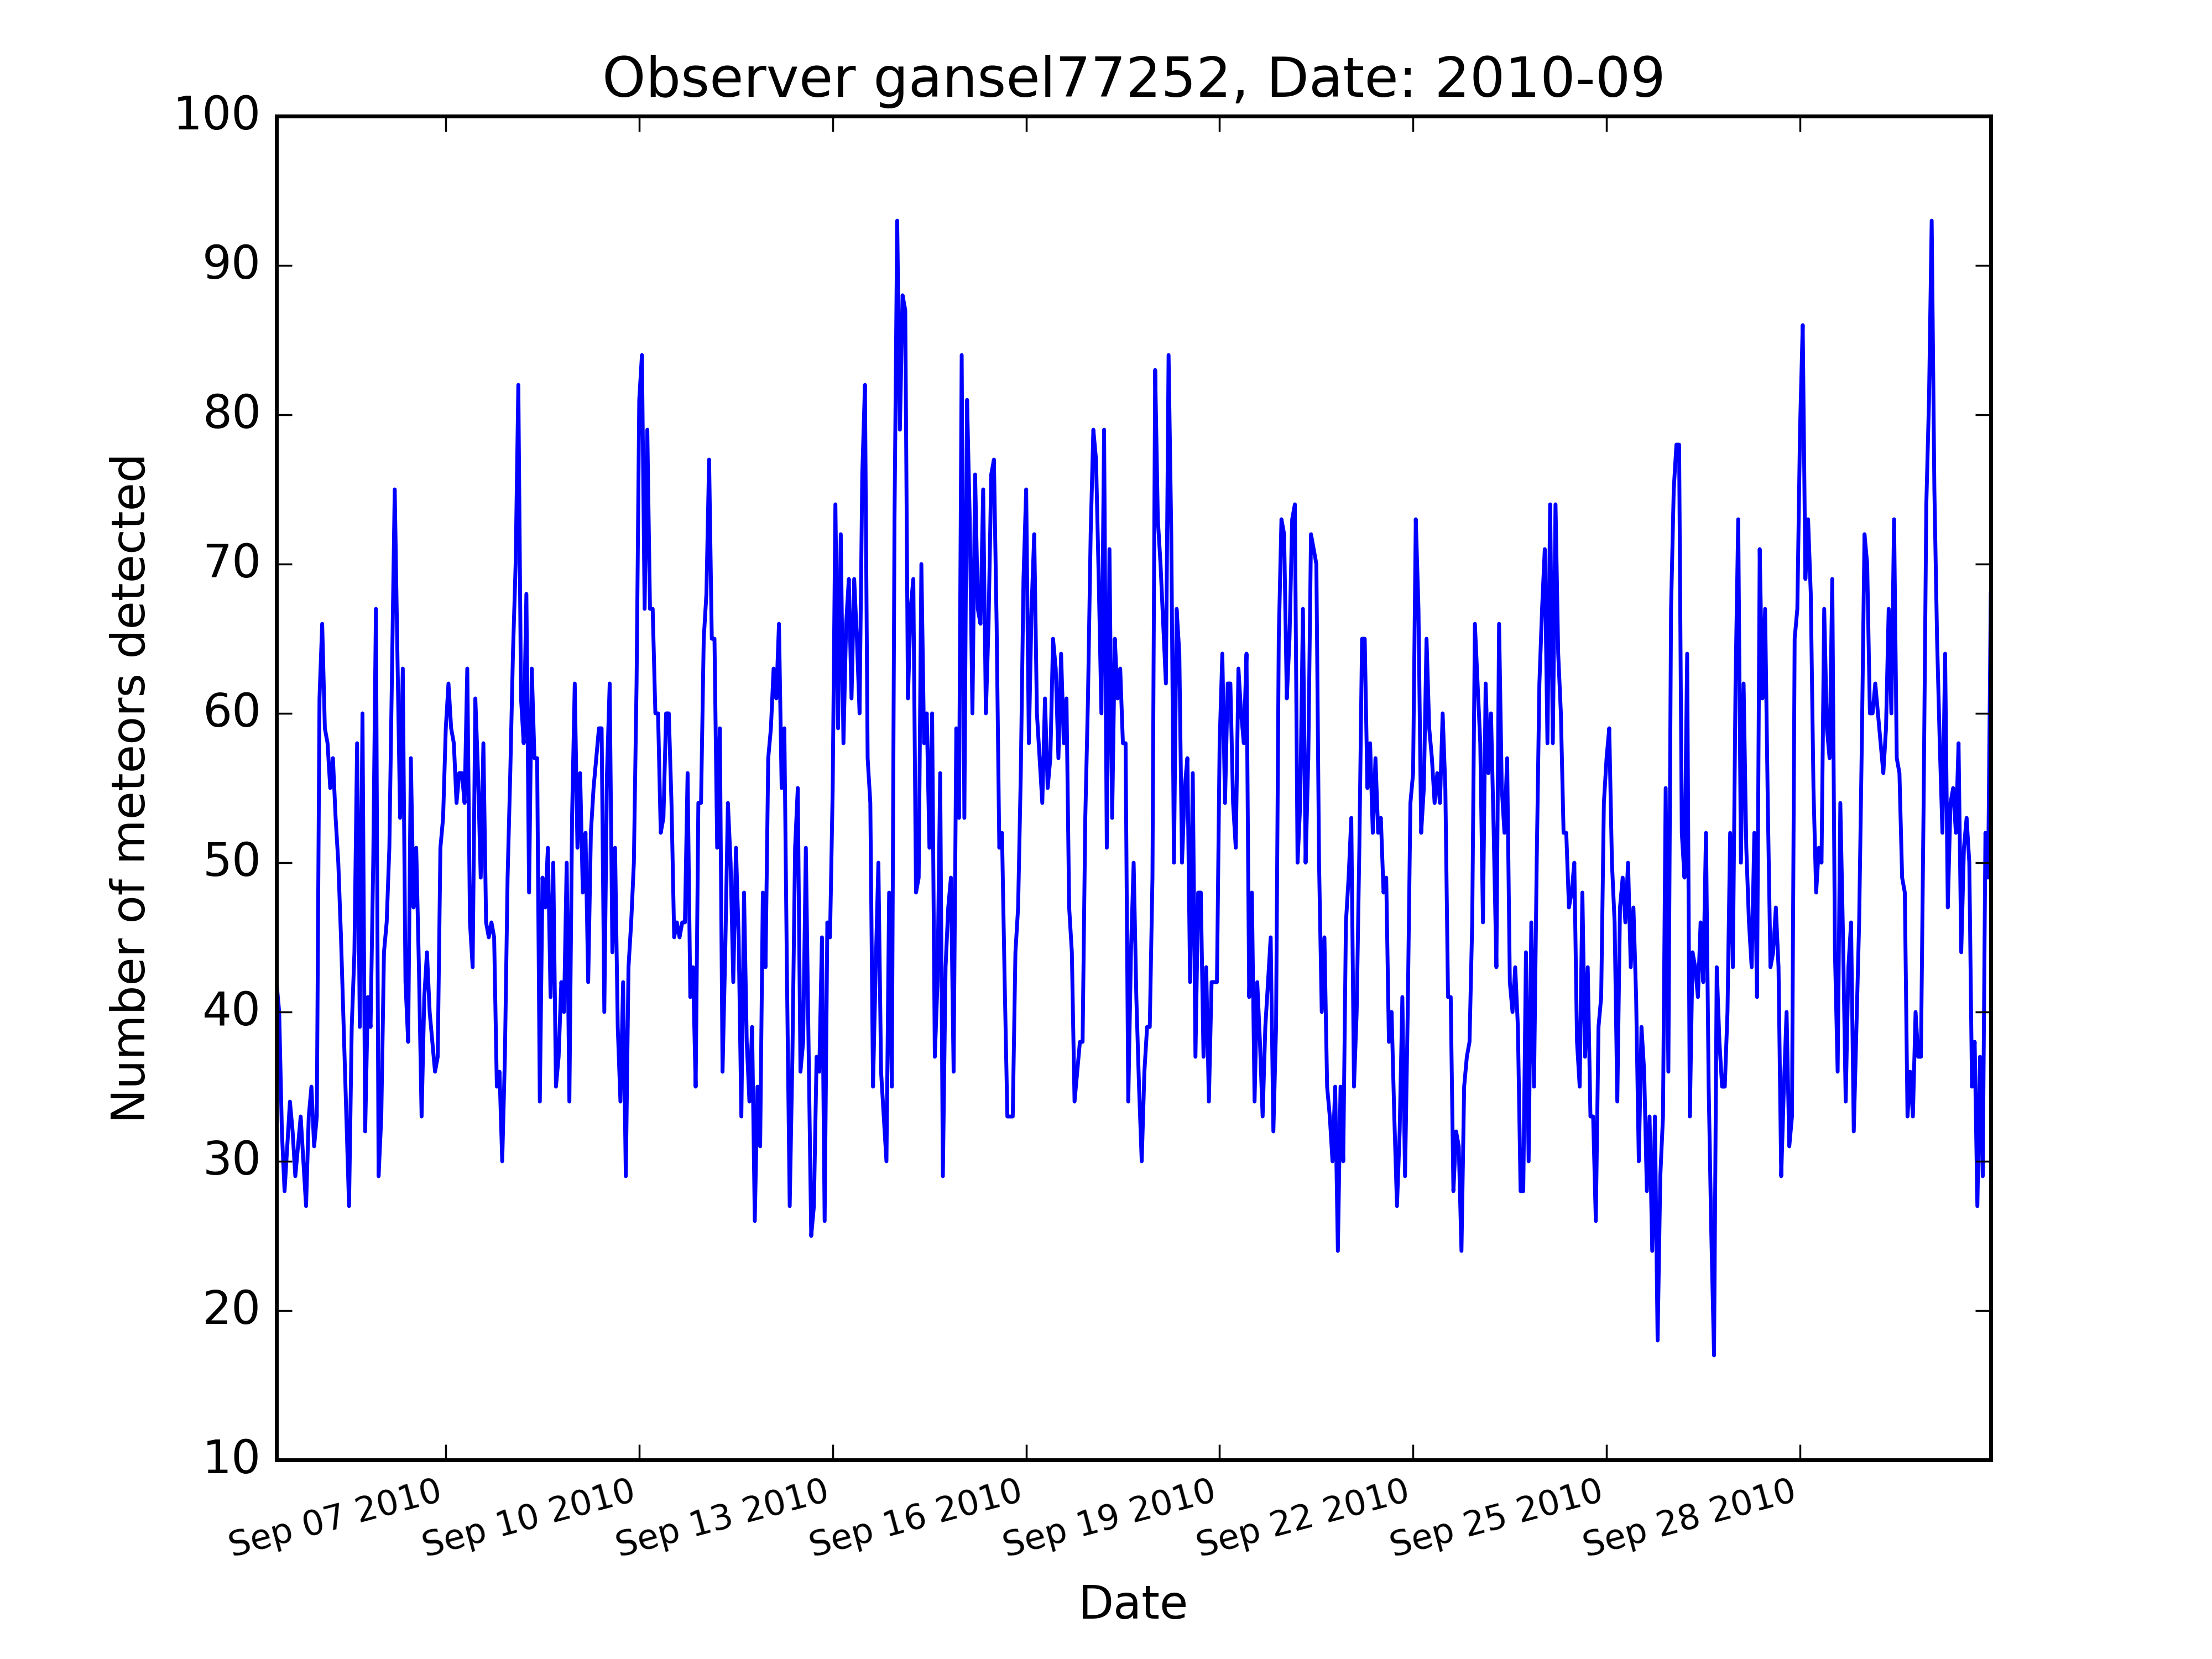 Observer gansel77252, Date: 2010-09
100
90
80
70
60
50
40
30
20
10
Number of meteors detected
Sep 07 2010
Sep 10 2010
Sep 13 2010
Sep 16 2010
Sep 19 2010
Sep 22 2010
Sep 25 2010
Sep 28 2010
Date